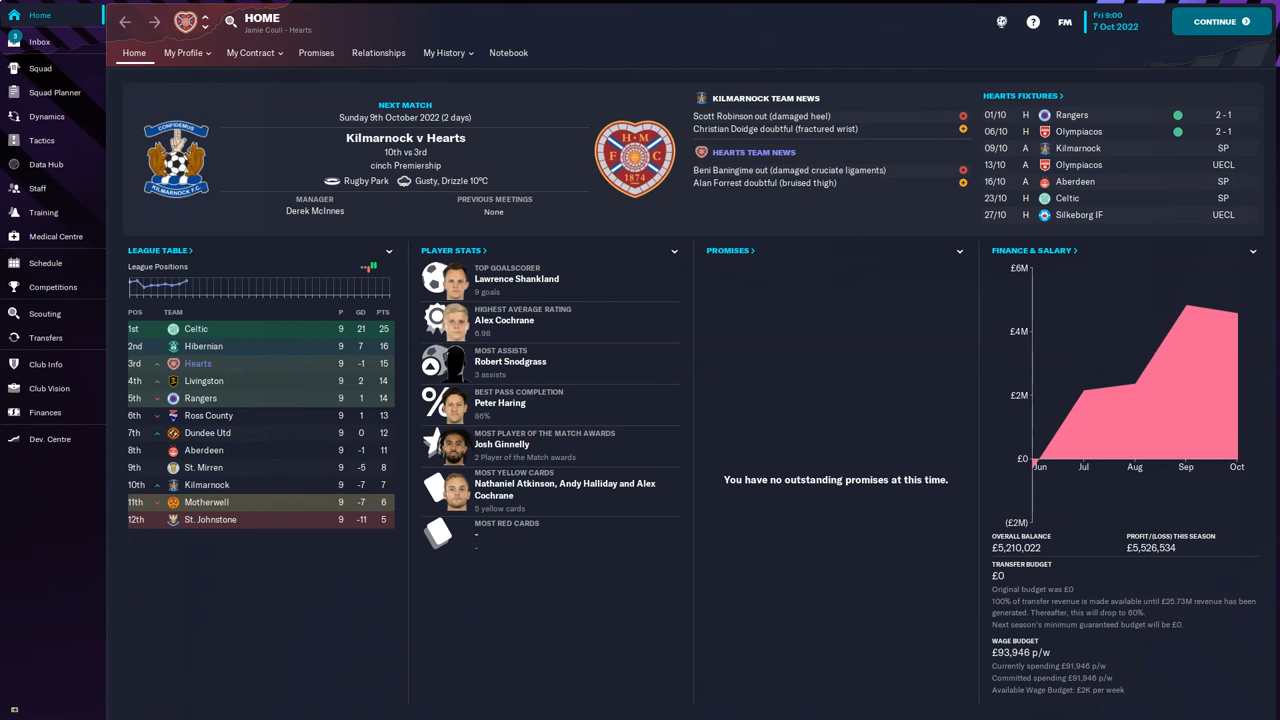 Home
3
Inbox
Squad
Squad Planner
Dynamics
Tactics
Data Hub
Staff
Training
Medical Centre
Schedule
Competitions
Scouting
Transfers
Club Info
Club Vision
Finances
Dev. Centre
HOME
Jamie Coull - Hearts
FM
Fri 9:00
7 Oct 2022
CONTINUE
Home My Profile My Contract Promises Relationships My History Notebook
NEXT MATCH
Sunday 9th October 2022 (2 days)
Kilmarnock v Hearts
10th vs 3rd
cinch Premiership
Rugby Park Gusty, Drizzle 10°C
MANAGER
Derek McInnes
PREVIOUS MEETINGS
None
CONFIDEMUS
KILMARNOCK F.C.
H M
F C
1874
KILMARNOCK TEAM NEWS
Scott Robinson out (damaged heel)
Christian Doidge doubtful (fractured wrist)
HEARTS TEAM NEWS
Beni Baningime out (damaged cruciate ligaments)
Alan Forrest doubtful (bruised thigh)
HEARTS FIXTURES >
01/10 H Rangers 2 - 1
06/10 H Olympiacos 2 - 1
09/10 A Kilmarnock SP
13/10 A Olympiacos UECL
16/10 A Aberdeen SP
23/10 H Celtic SP
27/10 H Silkeborg IF UECL
LEAGUE TABLE >
League Positions
POS TEAM P GD PTS
1st Celtic 9 21 25
2nd Hibernian 9 7 16
3rd Hearts 9 -1 15
4th Livingston 9 2 14
5th Rangers 9 1 14
6th Ross County 9 1 13
7th Dundee Utd 9 0 12
8th Aberdeen 9 -1 11
9th St. Mirren 9 -5 8
10th Kilmarnock 9 -7 7
11th Motherwell 9 -7 6
12th St. Johnstone 9 -11 5
PLAYER STATS >
TOP GOALSCORER
Lawrence Shankland
9 goals
HIGHEST AVERAGE RATING
Alex Cochrane
6.98
MOST ASSISTS
Robert Snodgrass
3 assists
BEST PASS COMPLETION
Peter Haring
86%
MOST PLAYER OF THE MATCH AWARDS
Josh Ginnelly
2 Player of the Match awards
MOST YELLOW CARDS
Nathaniel Atkinson, Andy Halliday and Alex
Cochrane
5 yellow cards
MOST RED CARDS
-
-
PROMISES >
You have no outstanding promises at this time.
FINANCE & SALARY >
£6M
£4M
£2M
£0
(£2M)
Jun Jul Aug Sep Oct
OVERALL BALANCE
£5,210,022
PROFIT/(LOSS) THIS SEASON
£5,526,534
TRANSFER BUDGET
£0
Original budget was £0
100% of transfer revenue is made available until £25.73M revenue has been
generated. Thereafter, this will drop to 60%.
Next season's minimum guaranteed budget will be £0.
WAGE BUDGET
£93,946 p/w
Currently spending £91,946 p/w
Committed spending £91,946 p/w
Available Wage Budget: £2K per week